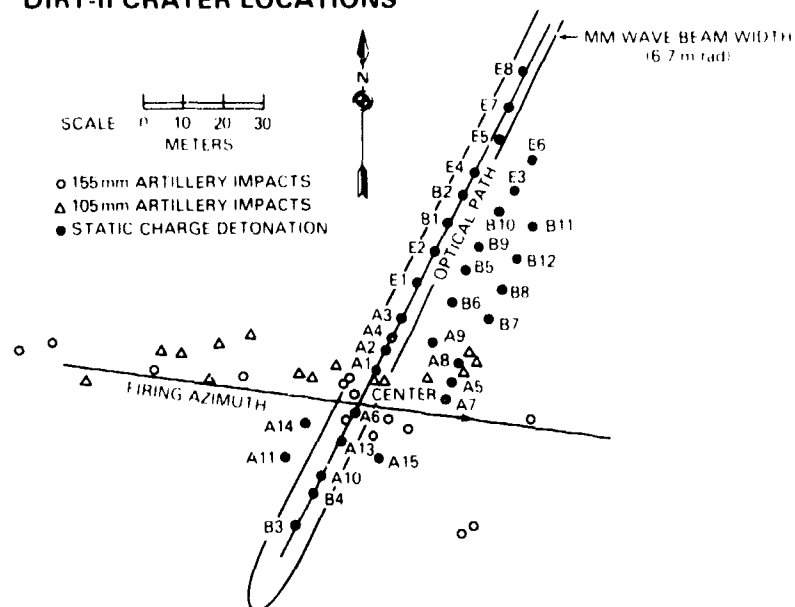 DIRT-II CRATER LOCATIONS
MM WAVE BEAM WIDTH
(6.7 m rad)
N
SCALE 0 10 20 30
METERS
155mm ARTILLERY IMPACTS
105mm ARTILLERY IMPACTS
STATIC CHARGE DETONATION
E8
E7
E5
E6
E4
E3
B2
B1
B10
B11
E2
B9
OPTICAL PATH
B12
B5
E1
B8
B6
A3
B7
A4
A9
A2
A8
A1
A5
FIRING AZIMUTH
CENTER
A7
A6
A14
A13
A11
A15
A10
B4
B3